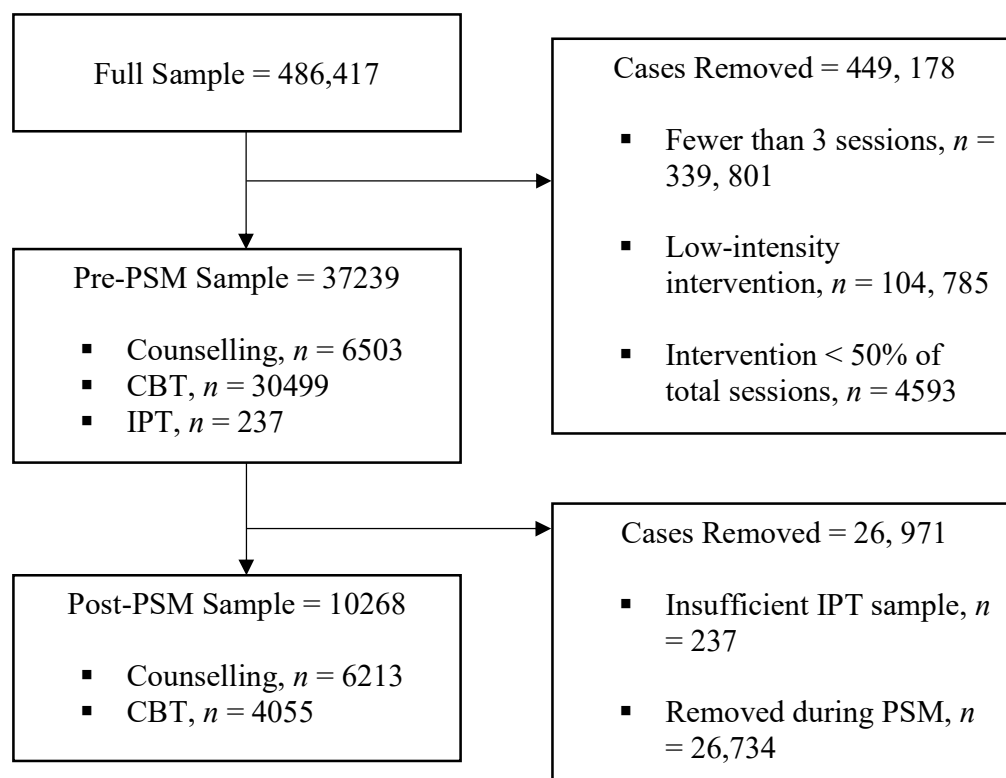 Full Sample = 486,417
Cases Removed = 449, 178
▪ Fewer than 3 sessions, n =
339, 801
▪ Low-intensity
intervention, n = 104, 785
▪ Intervention < 50% of
total sessions, n = 4593
Pre-PSM Sample = 37239
▪ Counselling, n = 6503
▪ CBT, n = 30499
▪ IPT, n = 237
Cases Removed = 26, 971
▪ Insufficient IPT sample, n
= 237
▪ Removed during PSM, n
= 26,734
Post-PSM Sample = 10268
▪ Counselling, n = 6213
▪ CBT, n = 4055